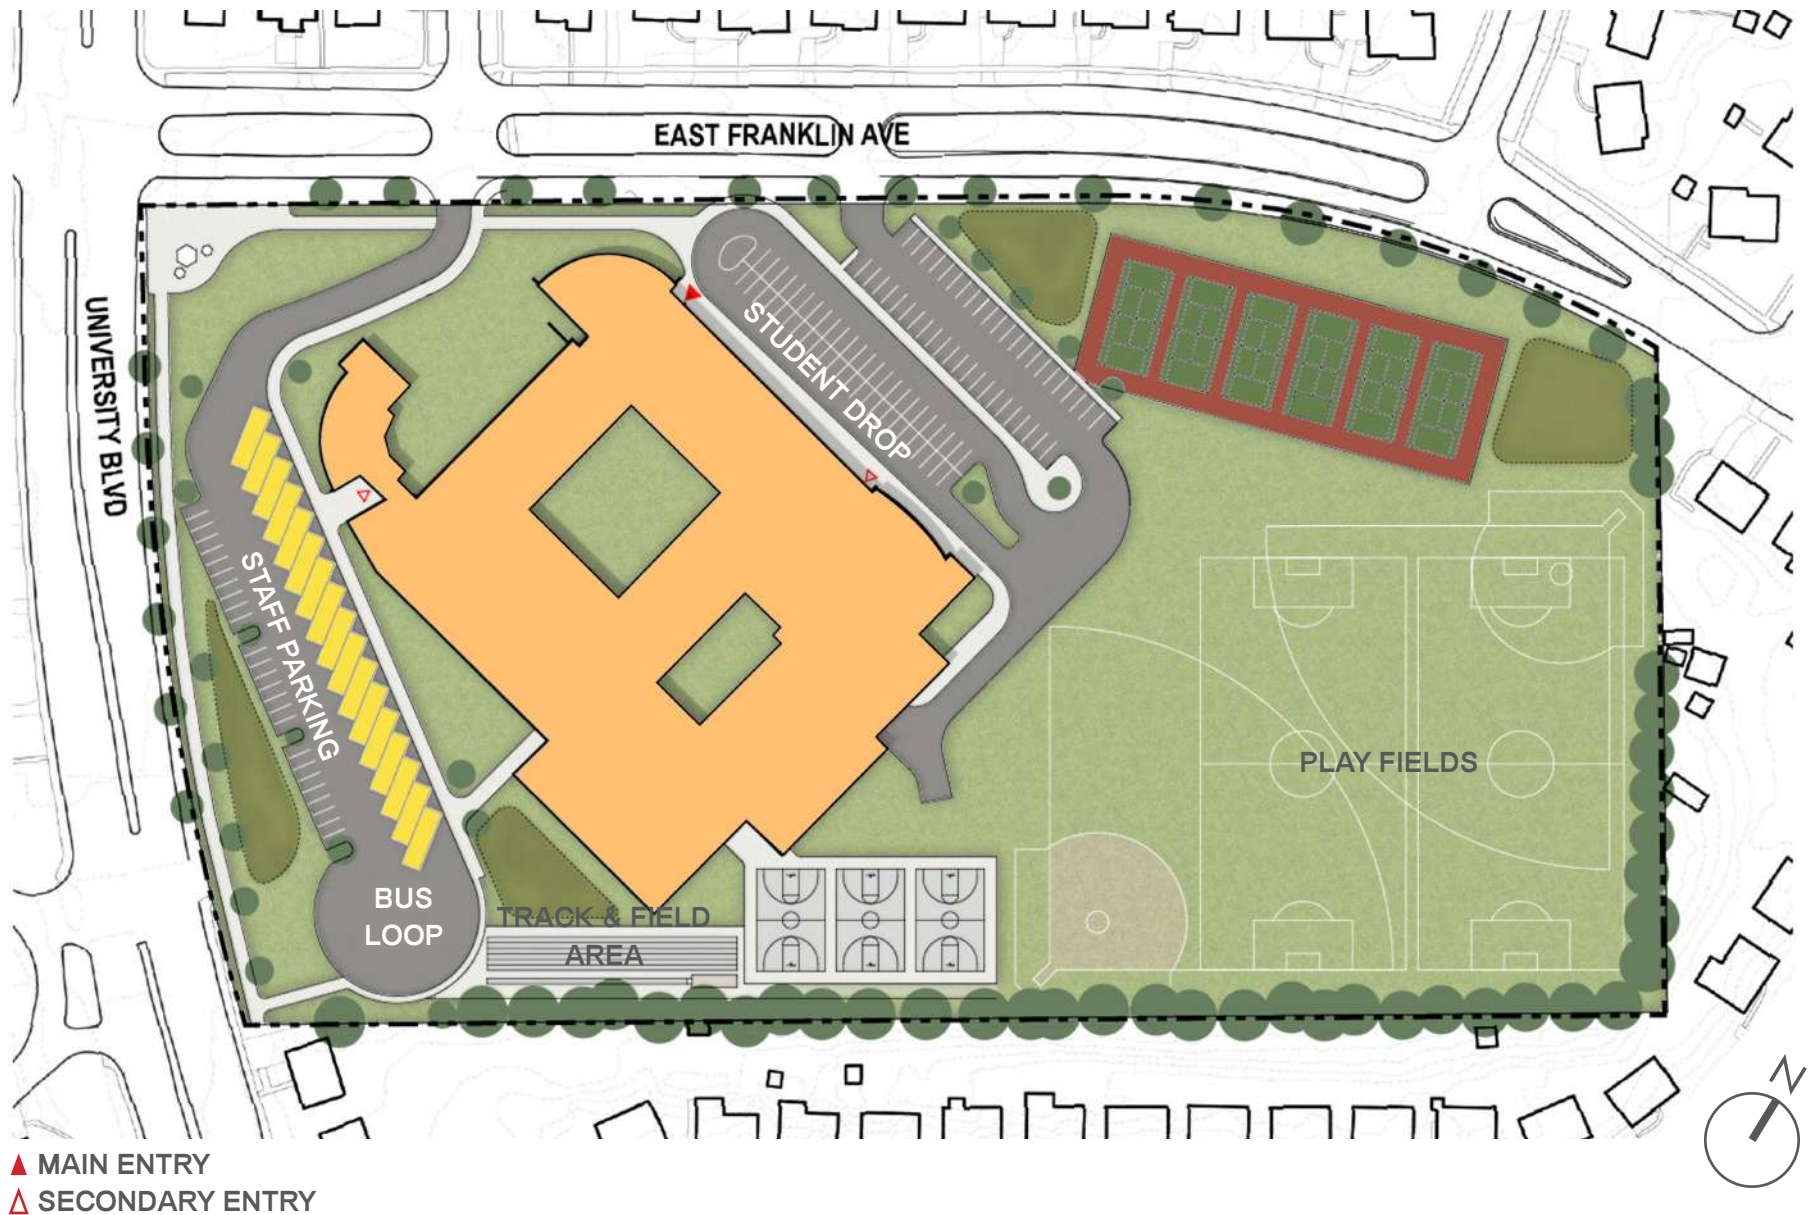 EAST FRANKLIN AVE
UNIVERSITY BLVD
STUDENT DROP
STAFF PARKING
PLAY FIELDS
BUS
LOOP
TRACK & FIELD
AREA
N
MAIN ENTRY
SECONDARY ENTRY